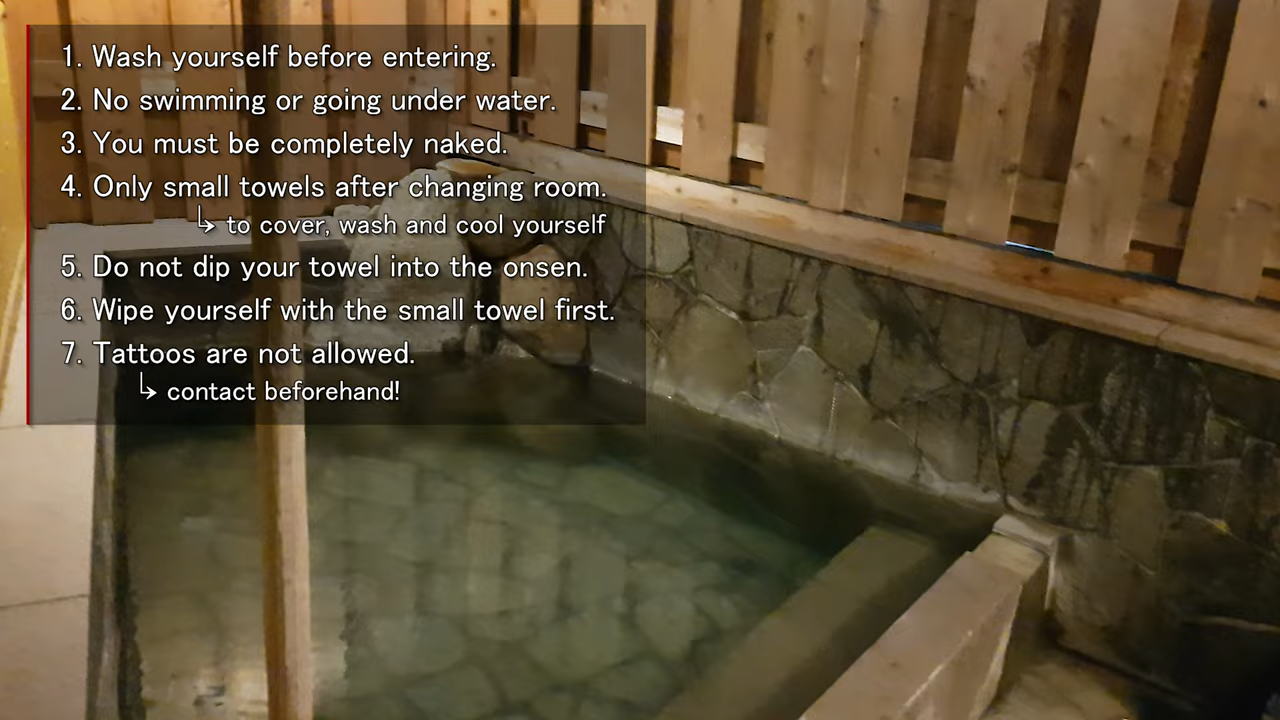 1. Wash yourself before entering.
2. No swimming or going under water.
3. You must be completely naked.
4. Only small towels after changing room.
↳ to cover, wash and cool yourself
5. Do not dip your towel into the onsen.
6. Wipe yourself with the small towel first.
7. Tattoos are not allowed.
↳ contact beforehand!